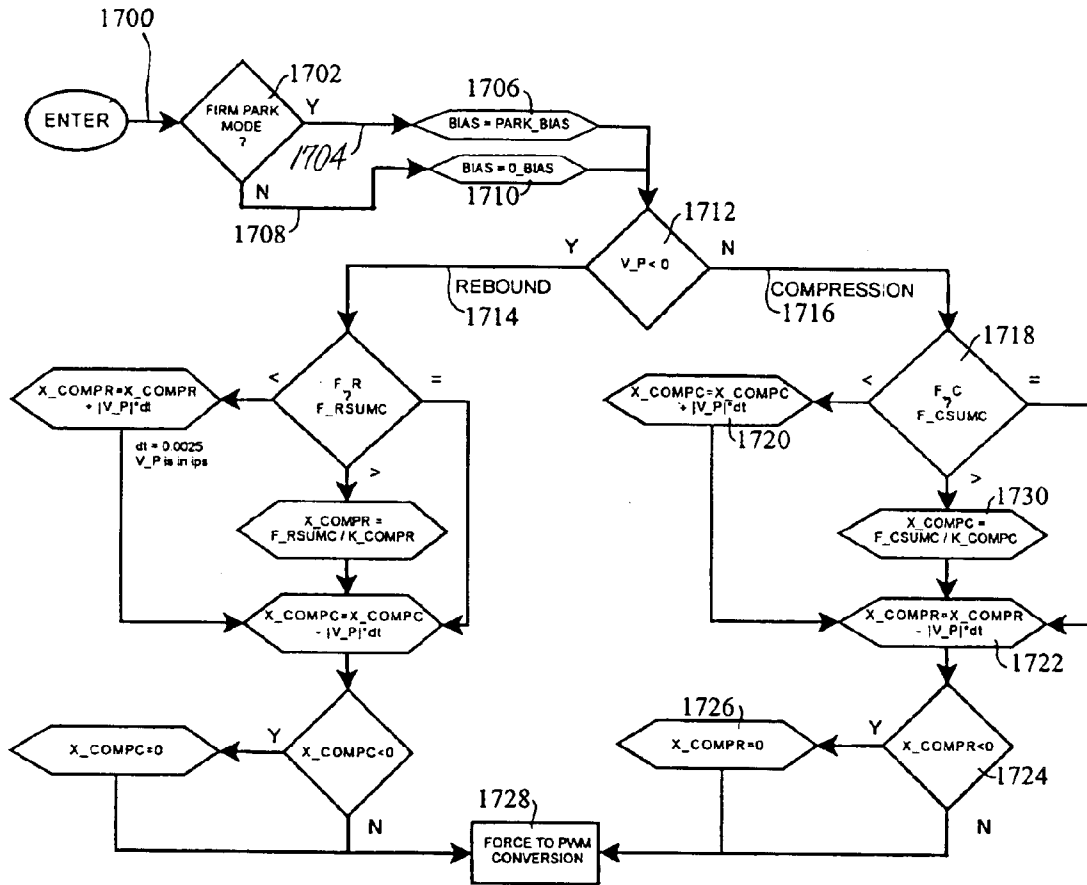 1700
1702
ENTER
FIRM PARK
MODE
?
Y
1704
1706
BIAS = PARK_BIAS
N
1708
BIAS = 0_BIAS
1710
1712
V_P < 0
Y
N
REBOUND
1714
COMPRESSION
1716
F_R
?
F_RSUMC
<
=
>
X_COMPR=X_COMPR
+ |V_P|*dt
dt = 0.0025
V_P is in ips
X_COMPR =
F_RSUMC / K_COMPR
X_COMPC=X_COMPC
- |V_P|*dt
X_COMPC<0
Y
N
X_COMPC=0
1718
F_C
?
F_CSUMC
<
=
>
X_COMPC=X_COMPC
+ |V_P|*dt
1720
1730
X_COMPC =
F_CSUMC / K_COMPC
X_COMPR=X_COMPR
- |V_P|*dt
1722
1726
X_COMPR=0
Y
X_COMPR<0
1724
N
1728
FORCE TO PWM
CONVERSION